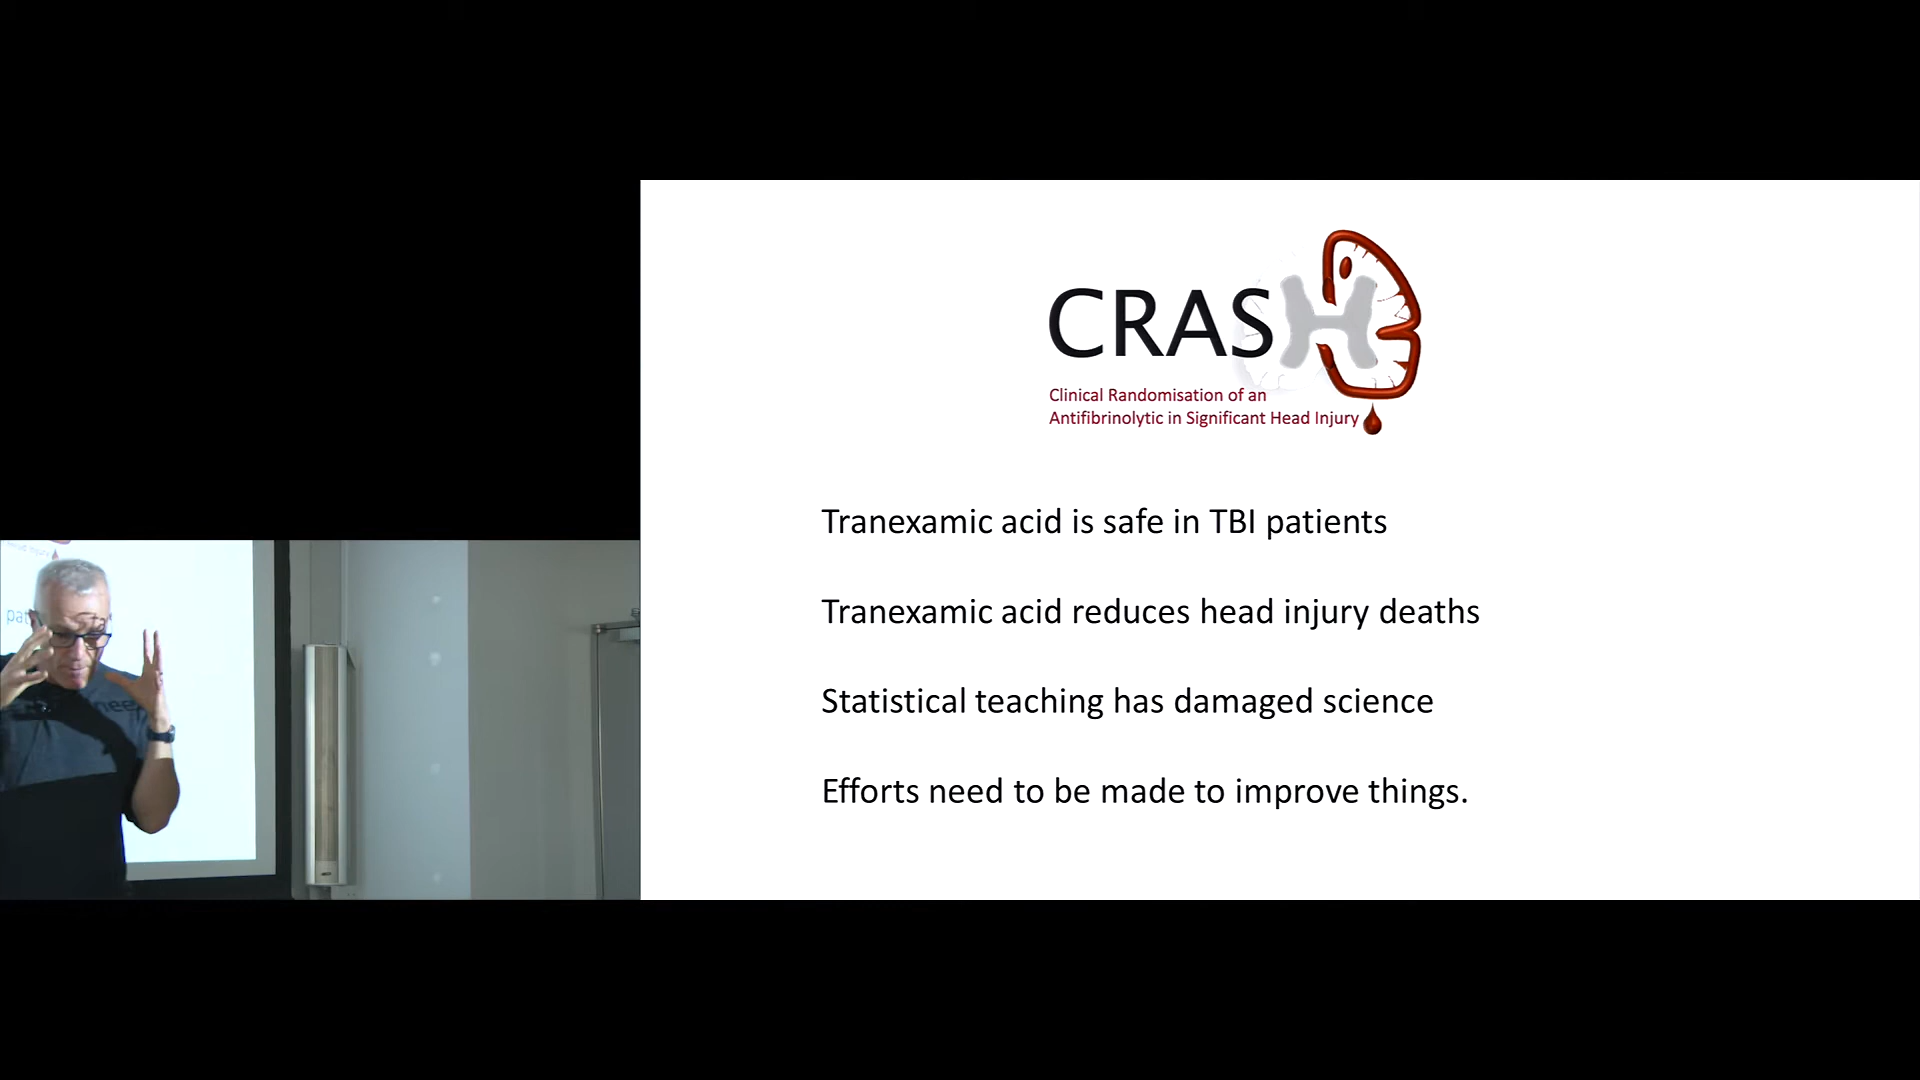 CRASH
Clinical Randomisation of an
Antifibrinolytic in Significant Head Injury
Tranexamic acid is safe in TBI patients
Tranexamic acid reduces head injury deaths
Statistical teaching has damaged science
Efforts need to be made to improve things.